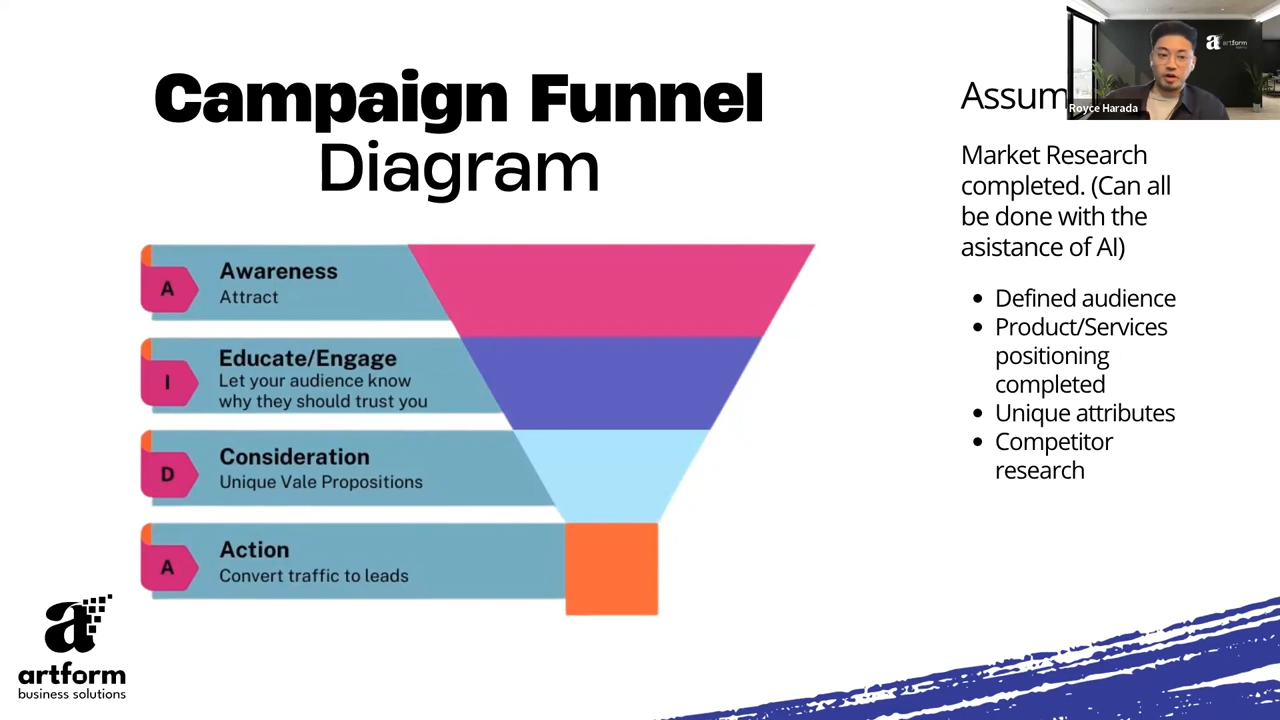 Campaign Funnel
Diagram
A
Awareness
Attract
I
Educate/Engage
Let your audience know
why they should trust you
D
Consideration
Unique Vale Propositions
A
Action
Convert traffic to leads
Assum
Market Research
completed. (Can all
be done with the
asistance of AI)
Defined audience
Product/Services
positioning
completed
Unique attributes
Competitor
research
a artform
Royce Harada
a
artform
business solutions